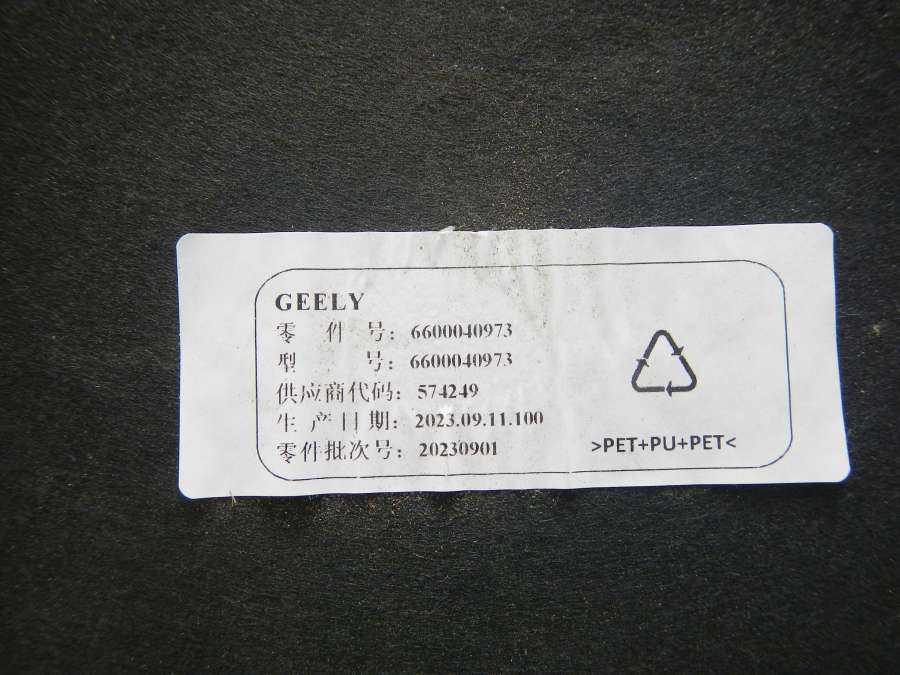 GEELY
零 件 号: 6600040973
型 号: 6600040973
供应商代码: 574249
生 产 日 期: 2023.09.11.100
零件批次号: 20230901
>PET+PU+PET<